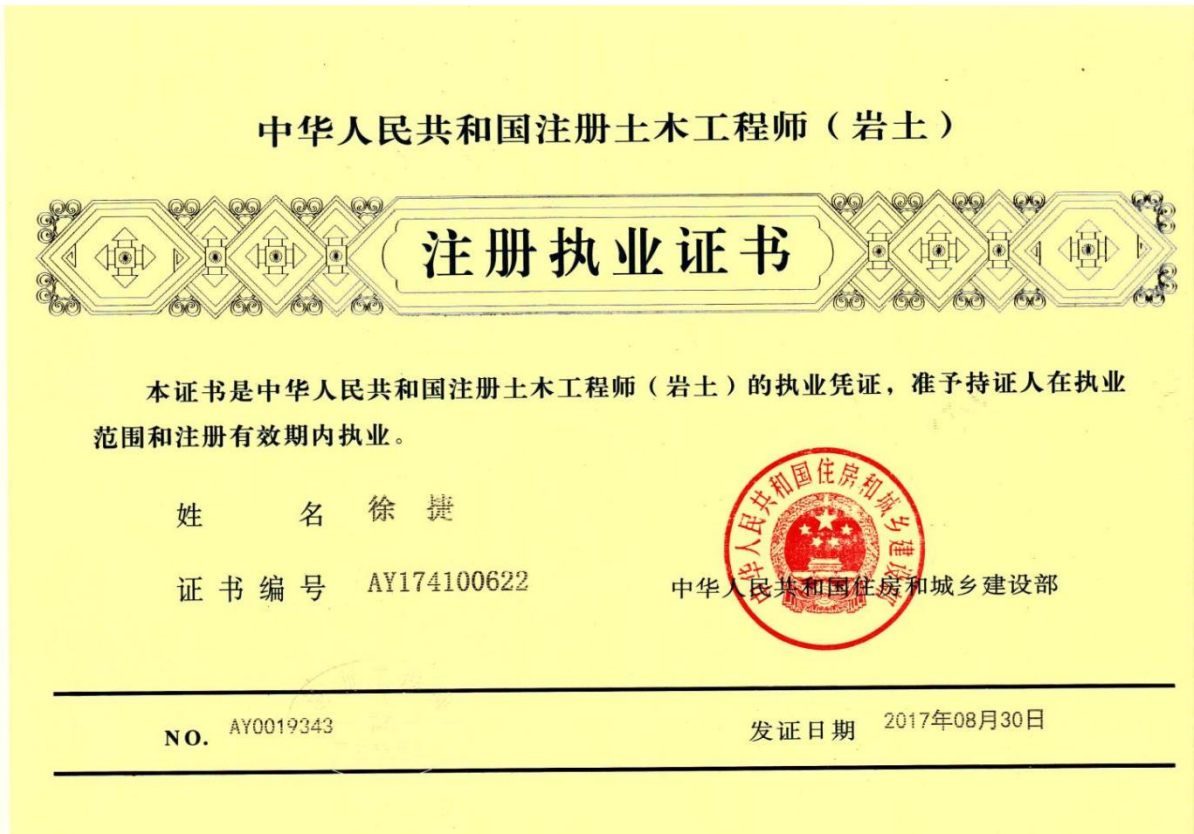 中华人民共和国注册土木工程师（岩土）
注册执业证书
本证书是中华人民共和国注册土木工程师（岩土）的执业凭证，准予持证人在执业
范围和注册有效期内执业。
姓 名 徐 捷
证书编号 AY174100622
中华人民共和国住房和城乡建设部
中华人民共和国住房和城乡建设部
NO. AY0019343
发证日期 2017年08月30日